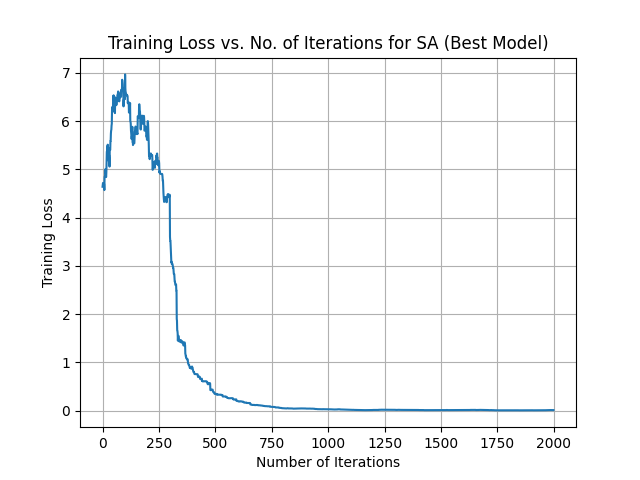 Training Loss vs. No. of Iterations for SA (Best Model)
7
6
5
4
3
2
1
0
Training Loss
0 250 500 750 1000 1250 1500 1750 2000
Number of Iterations